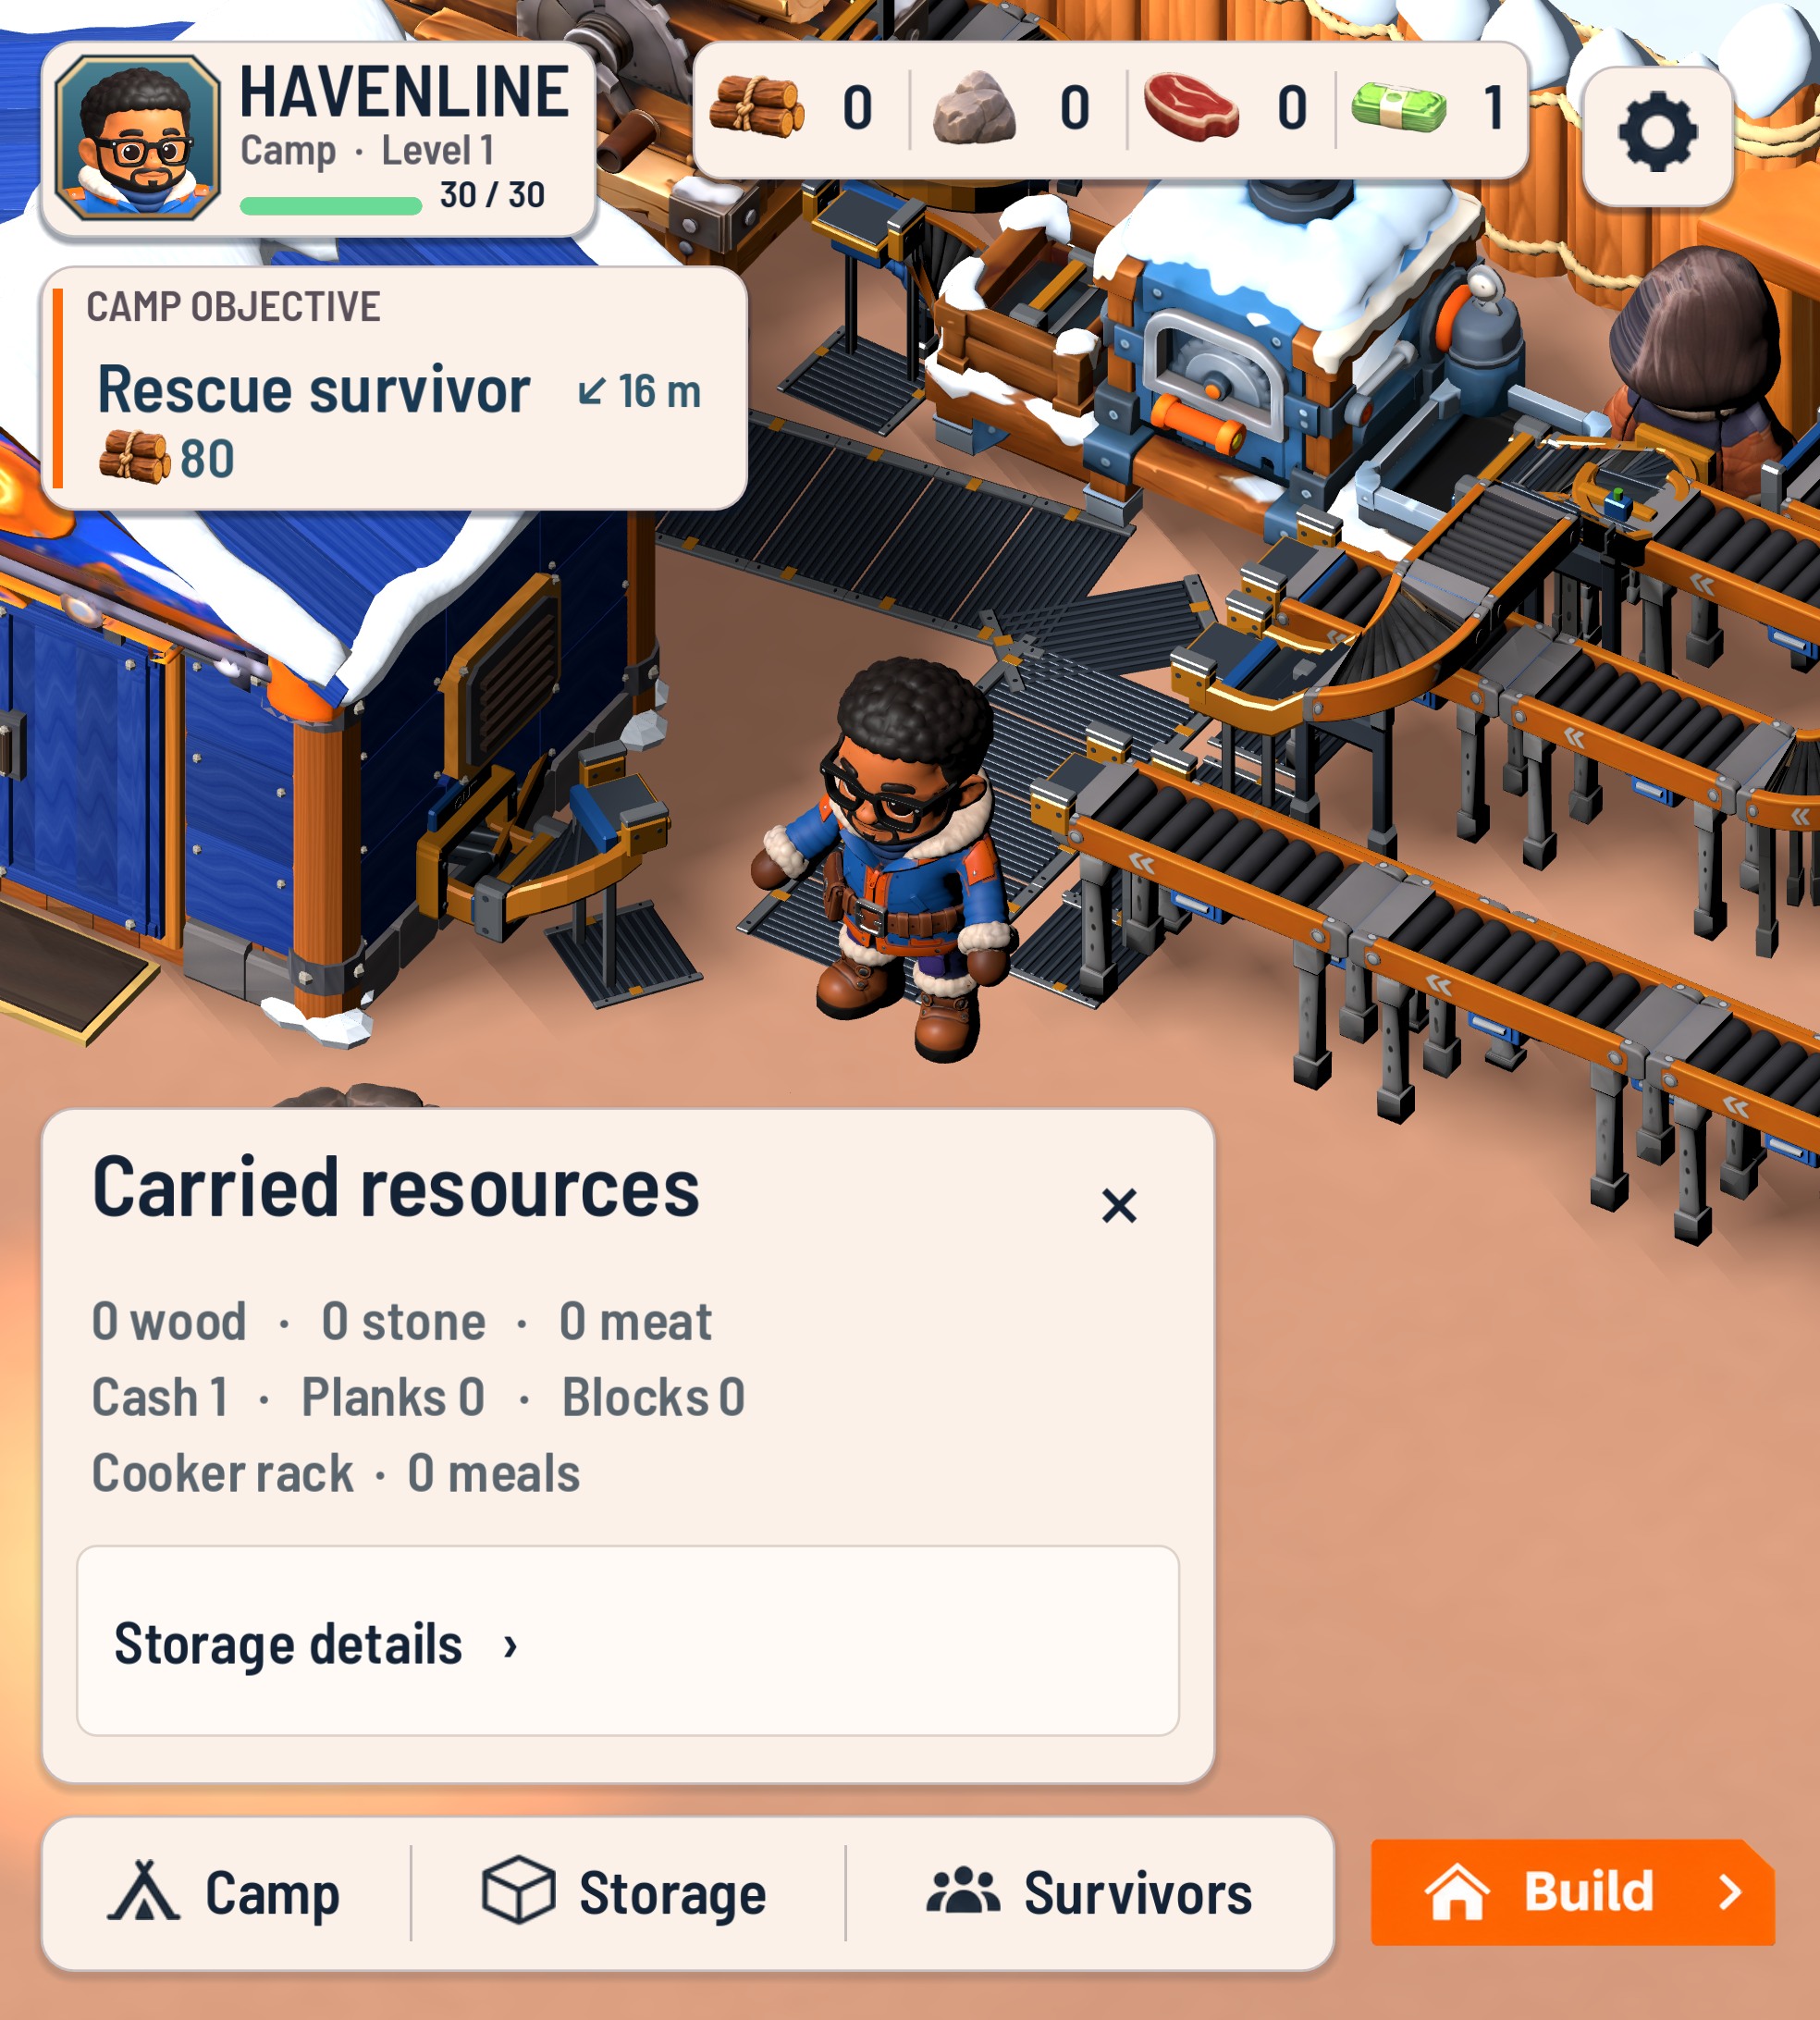 HAVENLINE
Camp · Level 1
30 / 30
0 0 0 1
CAMP OBJECTIVE
Rescue survivor ↙ 16 m
80
Carried resources ×
0 wood · 0 stone · 0 meat
Cash 1 · Planks 0 · Blocks 0
Cooker rack · 0 meals
Storage details ›
Camp Storage Survivors Build ›